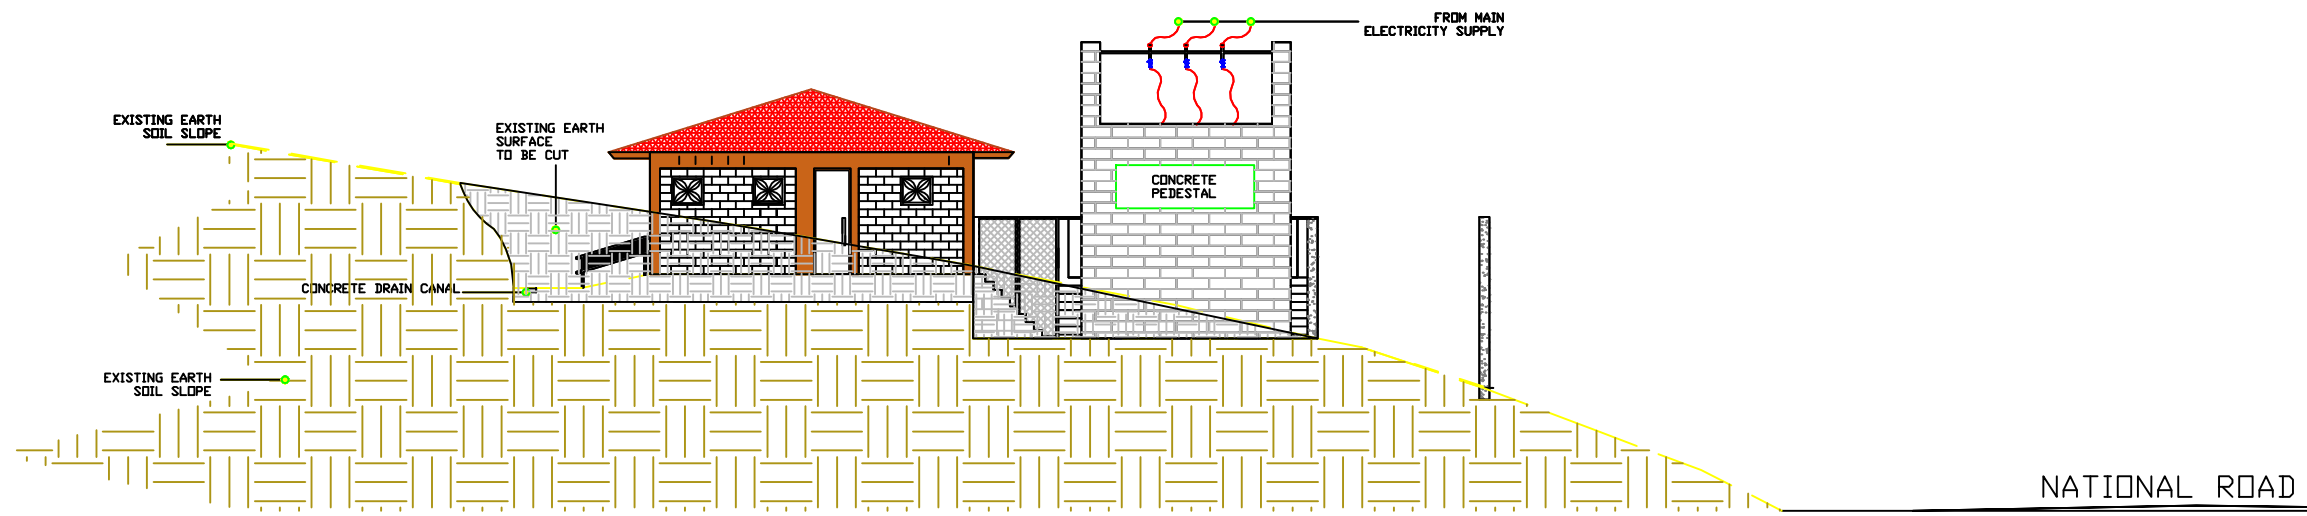 FROM MAIN
ELECTRICITY SUPPLY
EXISTING EARTH
SOIL SLOPE
EXISTING EARTH
SURFACE
TO BE CUT
CONCRETE
PEDESTAL
CONCRETE DRAIN CANAL
EXISTING EARTH
SOIL SLOPE
NATIONAL ROAD